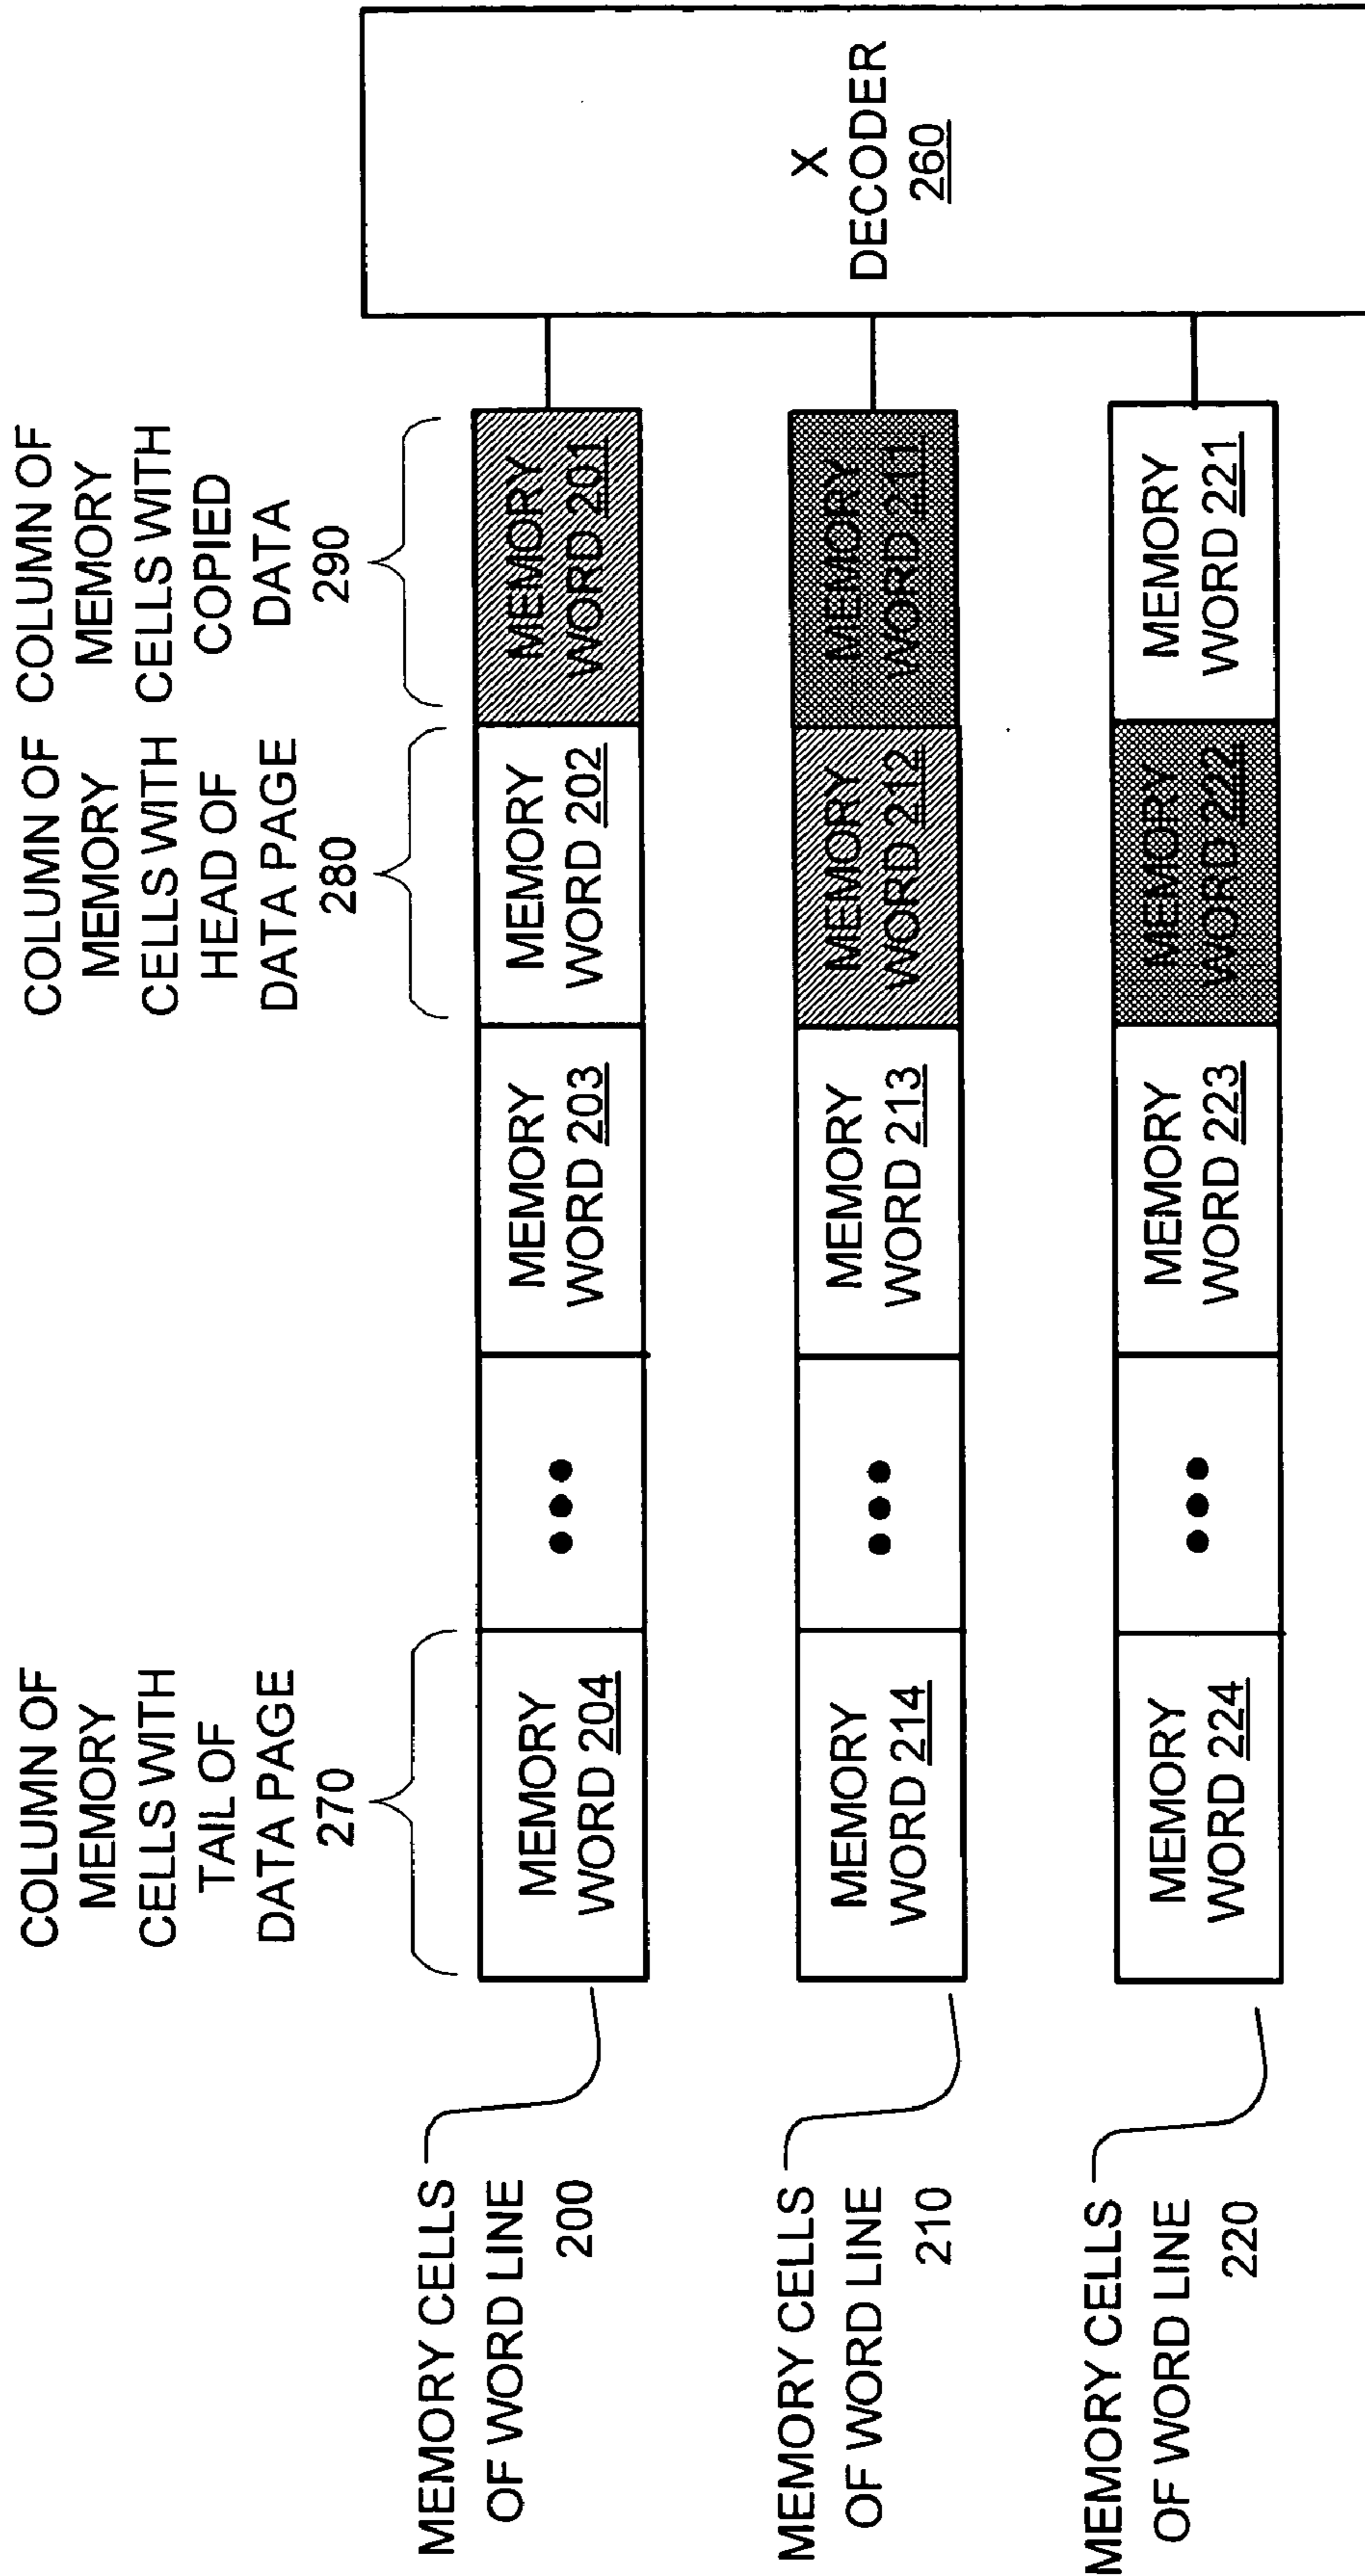 COLUMN OF
MEMORY
CELLS WITH
TAIL OF
DATA PAGE
270
COLUMN OF
MEMORY
CELLS WITH
HEAD OF
DATA PAGE
280
COLUMN OF
MEMORY
CELLS WITH
COPIED
DATA
290
MEMORY CELLS
OF WORD LINE
200
MEMORY
WORD 204
•••
MEMORY
WORD 203
MEMORY
WORD 202
MEMORY
WORD 201
MEMORY CELLS
OF WORD LINE
210
MEMORY
WORD 214
•••
MEMORY
WORD 213
MEMORY
WORD 212
MEMORY
WORD 211
MEMORY CELLS
OF WORD LINE
220
MEMORY
WORD 224
•••
MEMORY
WORD 223
MEMORY
WORD 222
MEMORY
WORD 221
X
DECODER
260